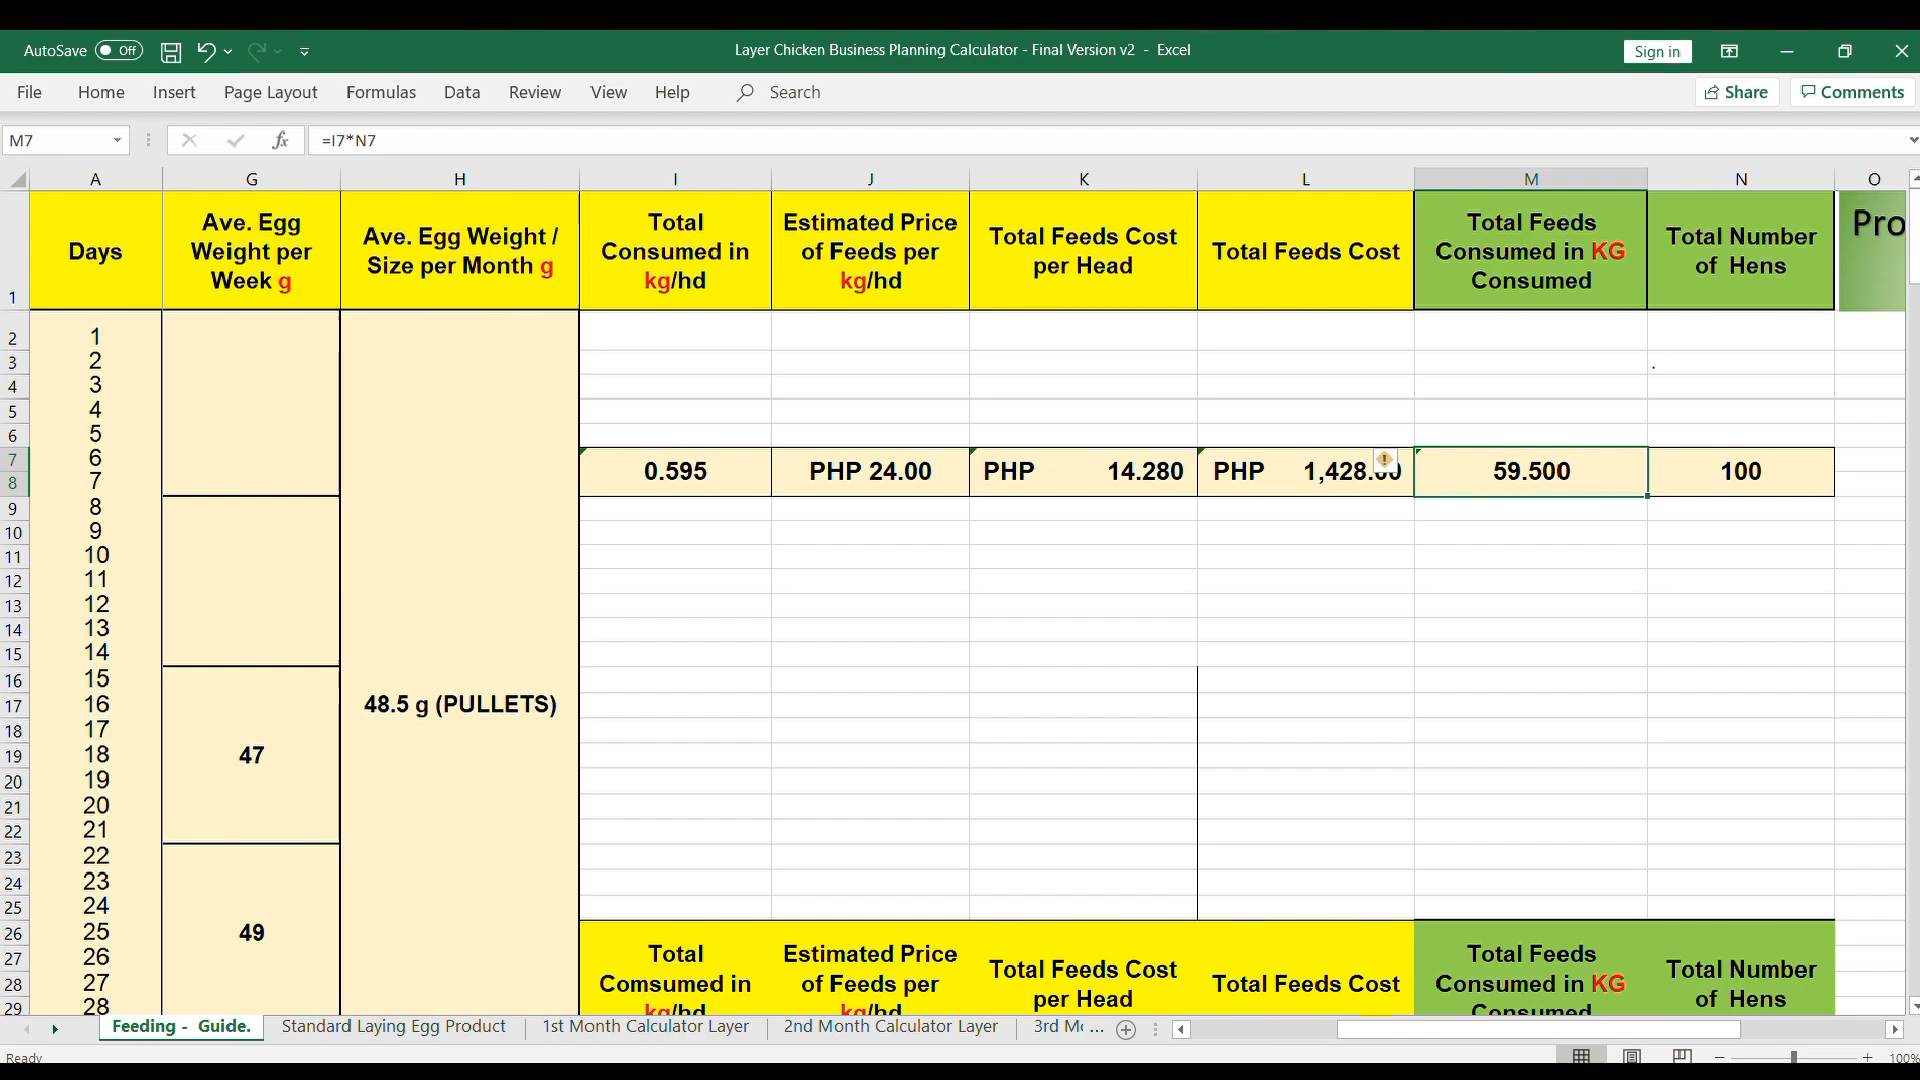 AutoSave Off
Layer Chicken Business Planning Calculator - Final Version v2 - Excel
Sign in
File Home Insert Page Layout Formulas Data Review View Help Search
Share Comments
M7 fx =I7*N7
A G H I J K L M N O
1
Days
Ave. Egg
Weight per
Week g
Ave. Egg Weight /
Size per Month g
Total
Consumed in
kg/hd
Estimated Price
of Feeds per
kg/hd
Total Feeds Cost
per Head
Total Feeds Cost
Total Feeds
Consumed in KG
Consumed
Total Number
of Hens
Pro
2 1
3 2
4 3
5 4
6 5
7 6
8 7
0.595 PHP 24.00 PHP 14.280 PHP 1,428.00 59.500 100
9 8
10 9
11 10
12 11
13 12
14 13
15 14
16 15
17 16
48.5 g (PULLETS)
18 17
19 18
47
20 19
21 20
22 21
23 22
24 23
25 24
26 25
49
27 26
28 27
29 28
Total
Comsumed in
kg/hd
Estimated Price
of Feeds per
kg/hd
Total Feeds Cost
per Head
Total Feeds Cost
Total Feeds
Consumed in KG
Consumed
Total Number
of Hens
Feeding - Guide. Standard Laying Egg Product 1st Month Calculator Layer 2nd Month Calculator Layer 3rd Mo ...
Ready
100%